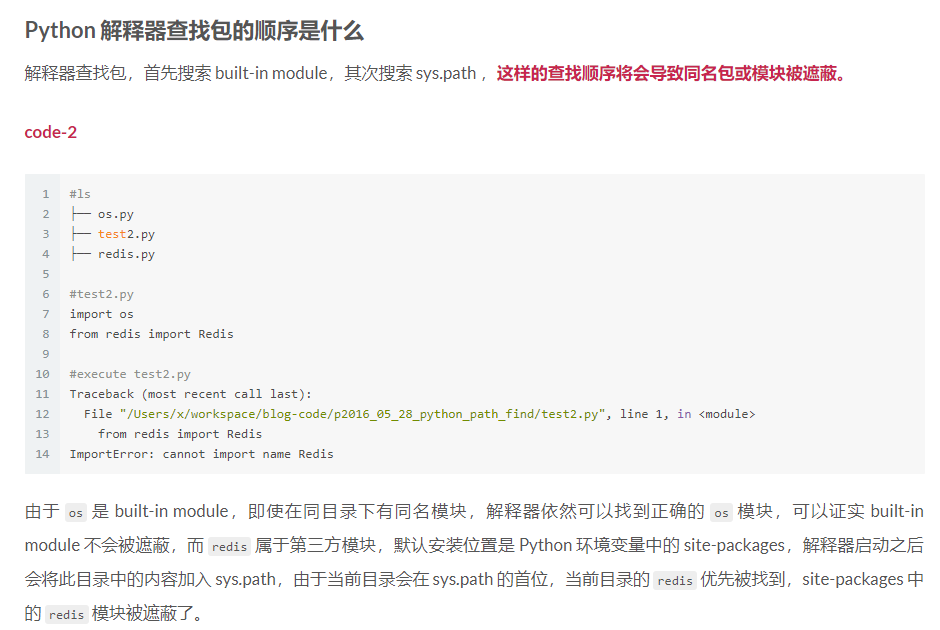 Python 解释器查找包的顺序是什么
解释器查找包，首先搜索 built-in module，其次搜索 sys.path ，这样的查找顺序将会导致同名包或模块被遮蔽。
code-2
1 #ls
2 ├── os.py
3 ├── test2.py
4 ├── redis.py
5
6 #test2.py
7 import os
8 from redis import Redis
9
10 #execute test2.py
11 Traceback (most recent call last):
12   File "/Users/x/workspace/blog-code/p2016_05_28_python_path_find/test2.py", line 1, in <module>
13     from redis import Redis
14 ImportError: cannot import name Redis
由于 os 是 built-in module，即使在同目录下有同名模块，解释器依然可以找到正确的 os 模块，可以证实 built-in
module 不会被遮蔽，而 redis 属于第三方模块，默认安装位置是 Python 环境变量中的 site-packages，解释器启动之后
会将此目录中的内容加入 sys.path，由于当前目录会在 sys.path 的首位，当前目录的 redis 优先被找到，site-packages 中
的 redis 模块被遮蔽了。